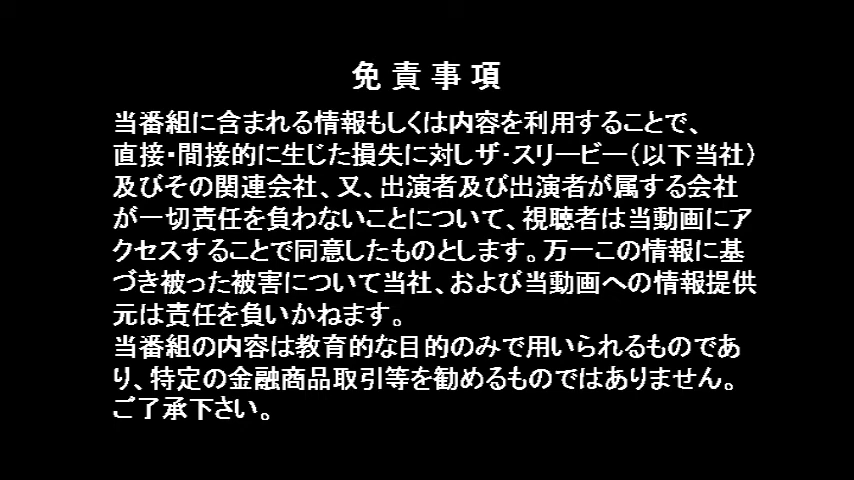 免責事項
当番組に含まれる情報もしくは内容を利用することで、
直接・間接的に生じた損失に対しザ・スリービー（以下当社）
及びその関連会社、又、出演者及び出演者が属する会社
が一切責任を負わないことについて、視聴者は当動画にア
クセスすることで同意したものとします。万一この情報に基
づき被った被害について当社、および当動画への情報提供
元は責任を負いかねます。
当番組の内容は教育的な目的のみで用いられるものであ
り、特定の金融商品取引等を勧めるものではありません。
ご了承下さい。